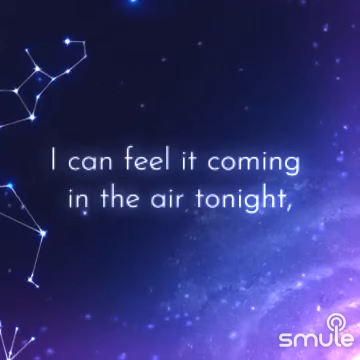 I can feel it coming
in the air tonight,
smule